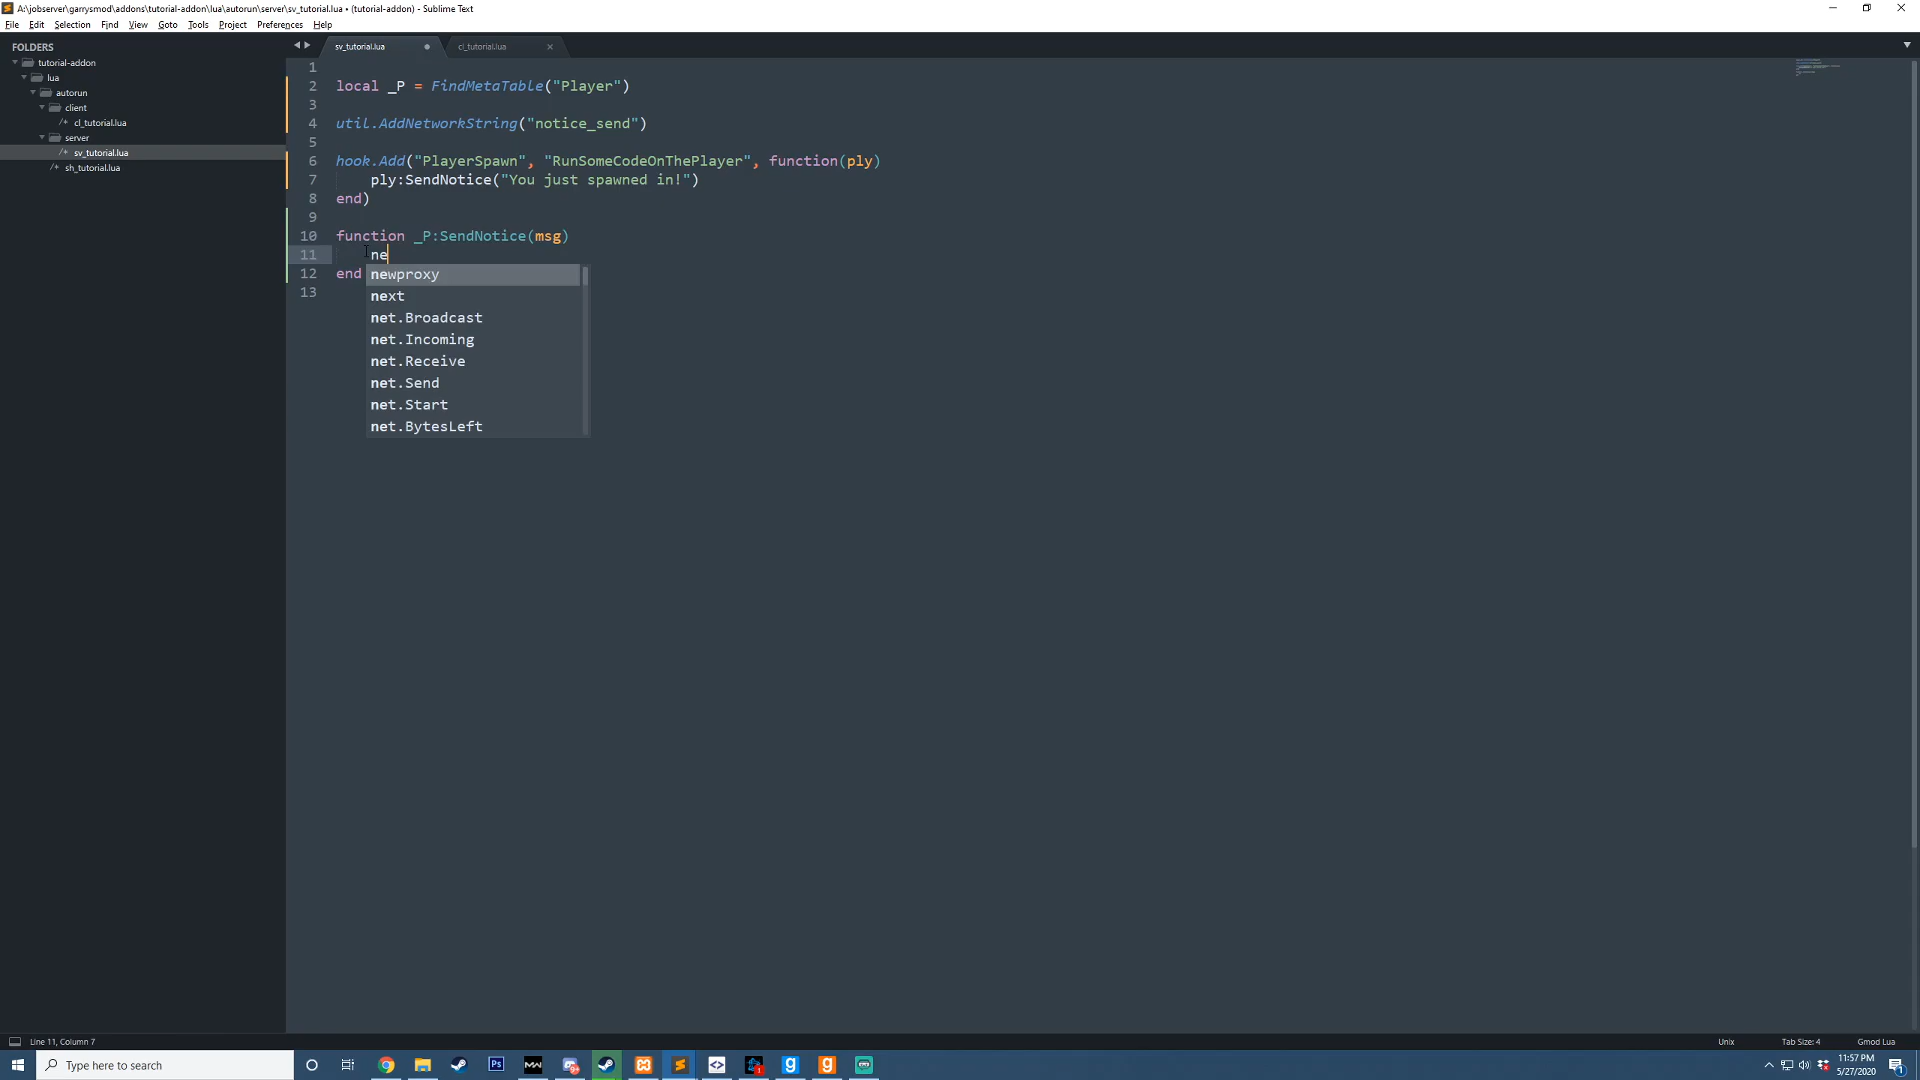 A:\jobserver\garrysmod\addons\tutorial-addon\lua\autorun\server\sv_tutorial.lua • (tutorial-addon) - Sublime Text
File Edit Selection Find View Goto Tools Project Preferences Help
FOLDERS
tutorial-addon
lua
autorun
client
/* cl_tutorial.lua
server
/* sv_tutorial.lua
/* sh_tutorial.lua
sv_tutorial.lua
cl_tutorial.lua
1
2 local _P = FindMetaTable("Player")
3
4 util.AddNetworkString("notice_send")
5
6 hook.Add("PlayerSpawn", "RunSomeCodeOnThePlayer", function(ply)
7 ply:SendNotice("You just spawned in!")
8 end)
9
10 function _P:SendNotice(msg)
11 ne
12 end
13
newproxy
next
net.Broadcast
net.Incoming
net.Receive
net.Send
net.Start
net.BytesLeft
Line 11, Column 7
Unix
Tab Size: 4
Gmod Lua
Type here to search
11:57 PM
5/27/2020